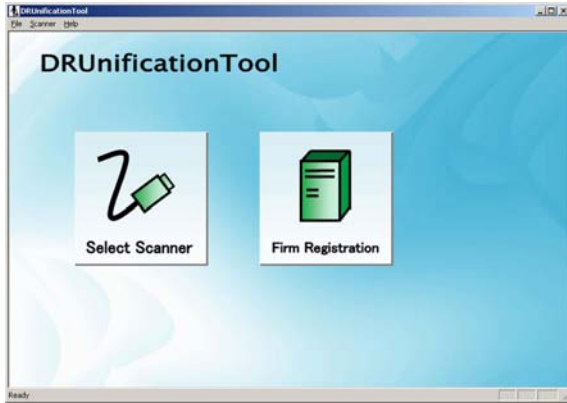 DRUnificationTool
File Scanner Help
DRUnificationTool
Select Scanner
Firm Registration
Ready